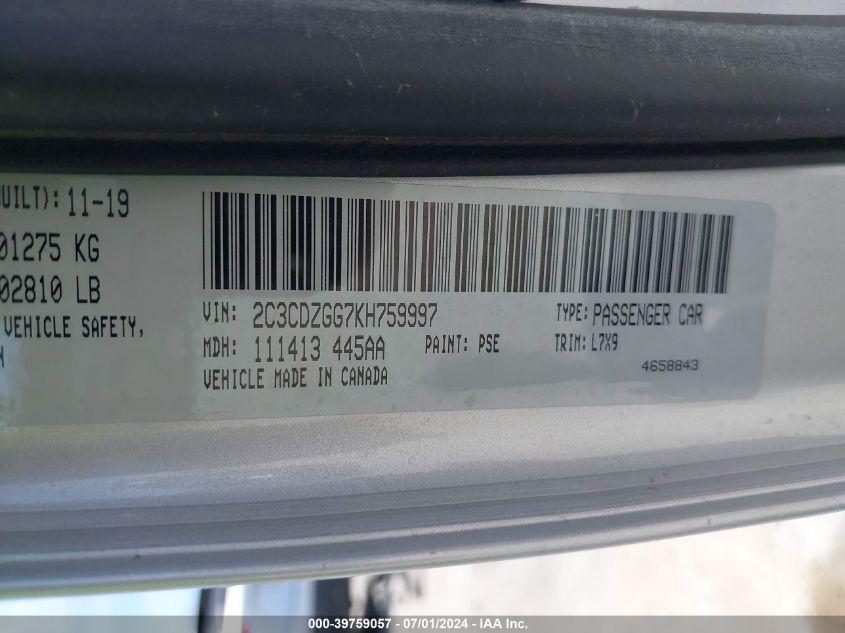 UILT): 11-19
01275 KG
02810 LB
VEHICLE SAFETY,
N
VIN: 2C3CDZGG7KH759997 TYPE: PASSENGER CAR
MDH: 111413 445AA PAINT: PSE TRIM: L7X9
VEHICLE MADE IN CANADA 4658843
000-39759057 - 07/01/2024 - IAA Inc.